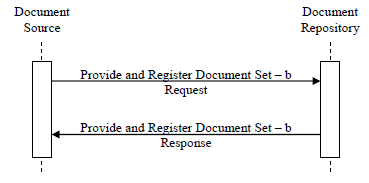 Document
Source
Document
Repository
Provide and Register Document Set – b
Request
Provide and Register Document Set – b
Response